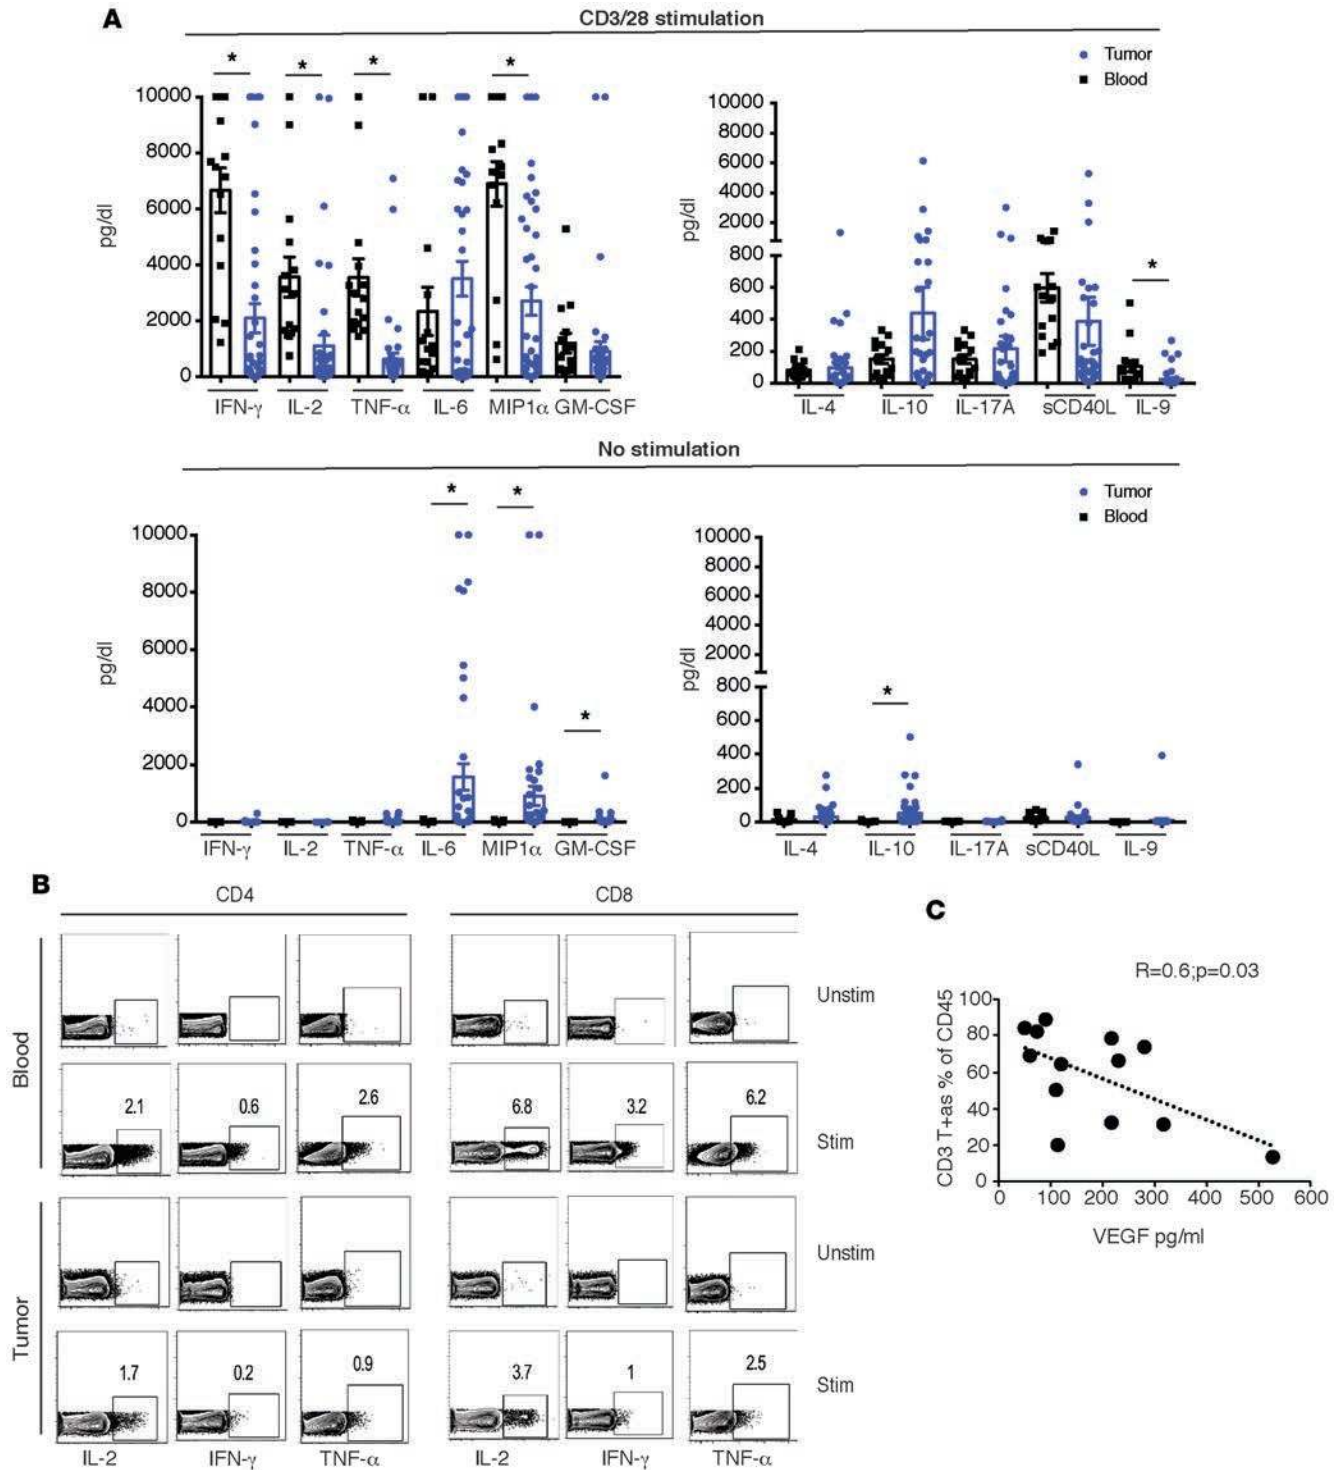 A
CD3/28 stimulation
Tumor
Blood
* * * *
10000
8000
6000
4000
2000
0
pg/dl
IFN-γ IL-2 TNF-α IL-6 MIP1α GM-CSF
10000
8000
6000
4000
2000
800
600
400
200
0
pg/dl
*
IL-4 IL-10 IL-17A sCD40L IL-9
No stimulation
Tumor
Blood
* * *
10000
8000
6000
4000
2000
0
pg/dl
IFN-γ IL-2 TNF-α IL-6 MIP1α GM-CSF
10000
8000
6000
4000
2000
800
600
400
200
0
pg/dl
*
IL-4 IL-10 IL-17A sCD40L IL-9
B
CD4 CD8
Blood
Unstim
2.1 0.6 2.6 6.8 3.2 6.2
Stim
Tumor
Unstim
1.7 0.2 0.9 3.7 1 2.5
Stim
IL-2 IFN-γ TNF-α IL-2 IFN-γ TNF-α
C
R=0.6;p=0.03
CD3 T+as % of CD45
100
80
60
40
20
0
0 100 200 300 400 500 600
VEGF pg/ml